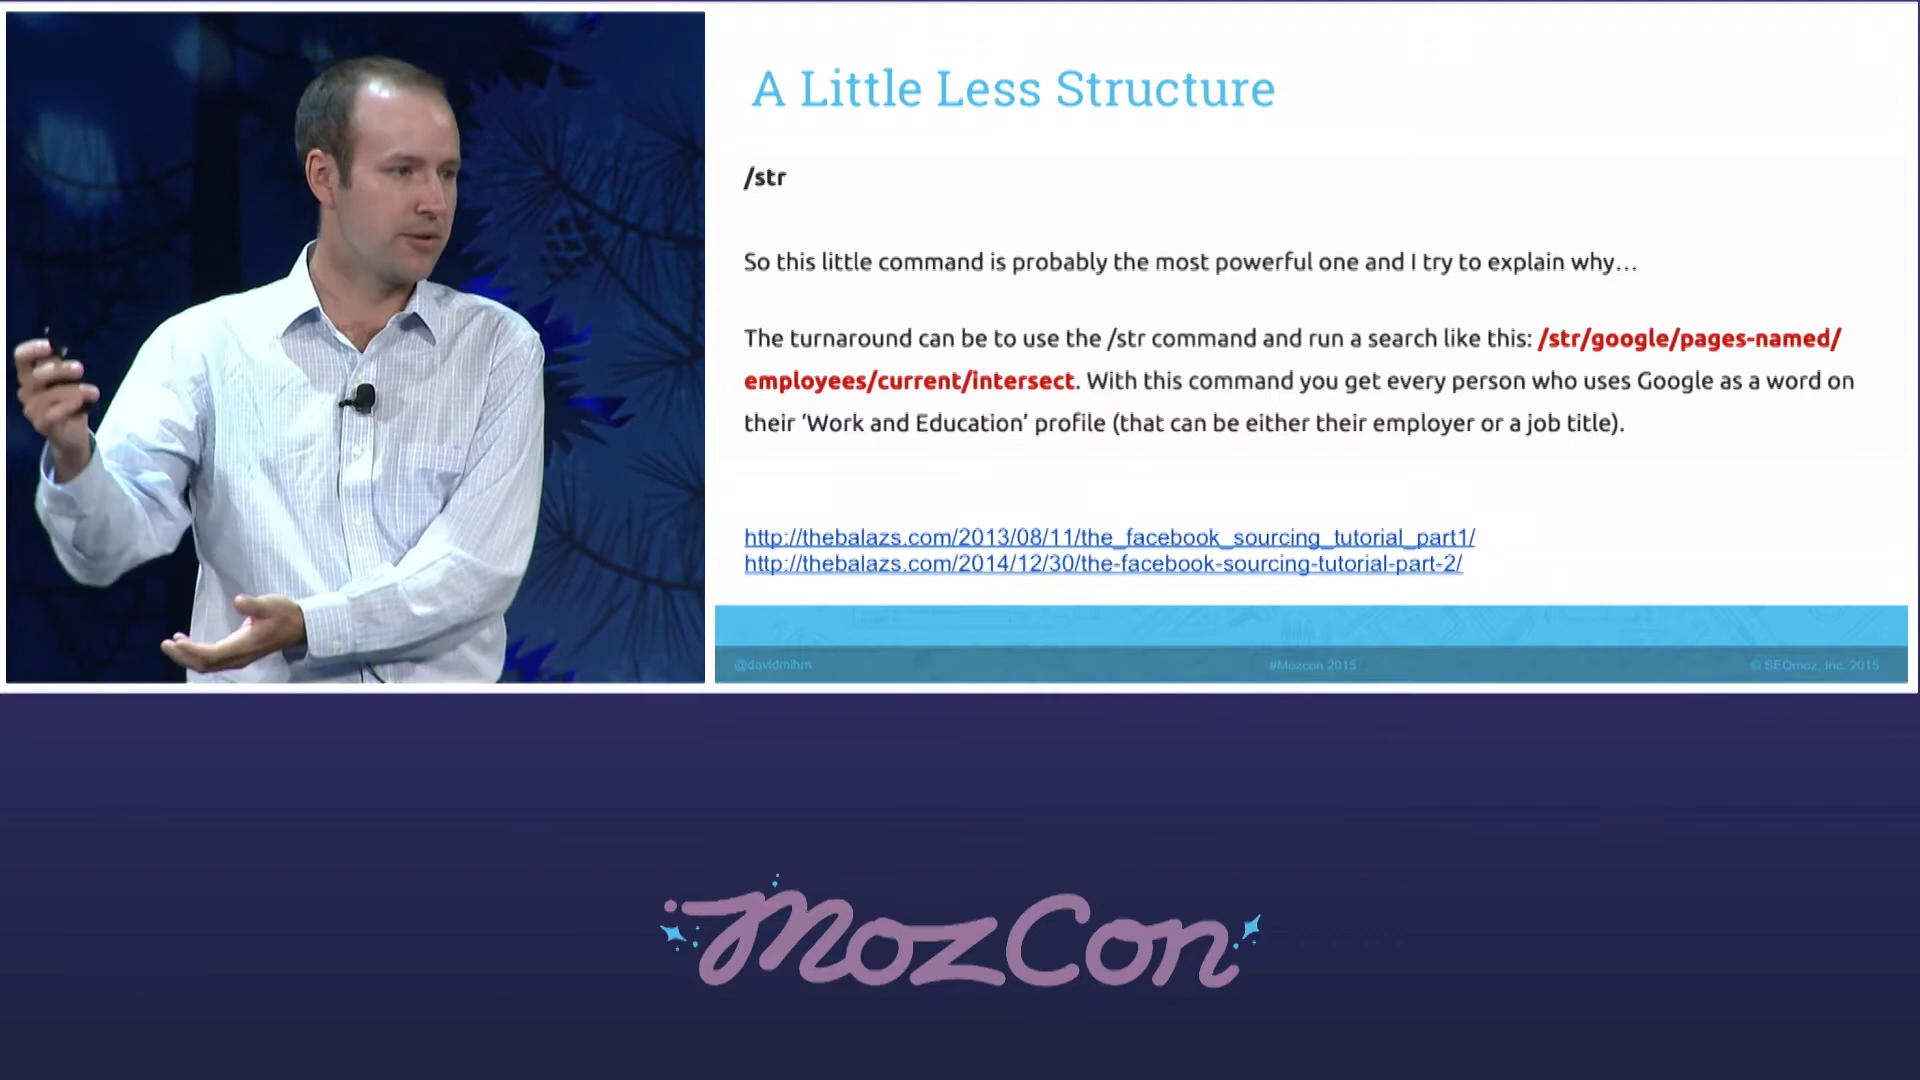 A Little Less Structure
/str
So this little command is probably the most powerful one and I try to explain why…
The turnaround can be to use the /str command and run a search like this: /str/google/pages-named/
employees/current/intersect. With this command you get every person who uses Google as a word on
their ‘Work and Education’ profile (that can be either their employer or a job title).
http://thebalazs.com/2013/08/11/the_facebook_sourcing_tutorial_part1/
http://thebalazs.com/2014/12/30/the-facebook-sourcing-tutorial-part-2/
@davidmihm #Mozcon 2015 © SEOmoz, Inc. 2015
MozCon